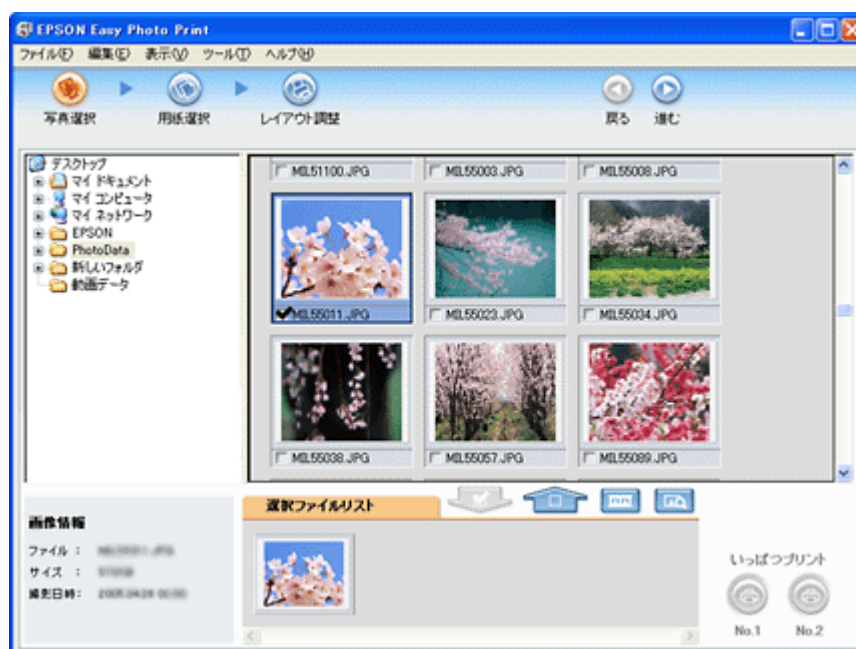 EPSON Easy Photo Print
ファイル(F) 編集(E) 表示(V) ツール(T) ヘルプ(H)
写真選択 用紙選択 レイアウト調整 戻る 進む
デスクトップ
マイ ドキュメント
マイ コンピュータ
マイ ネットワーク
EPSON
PhotoData
新しいフォルダ
動画データ
MIL51100.JPG MIL55003.JPG MIL55008.JPG
MIL55011.JPG MIL55023.JPG MIL55034.JPG
MIL55038.JPG MIL55057.JPG MIL55089.JPG
選択ファイルリスト
画像情報
ファイル :
サイズ :
撮影日時:
いっぱつプリント
No.1 No.2